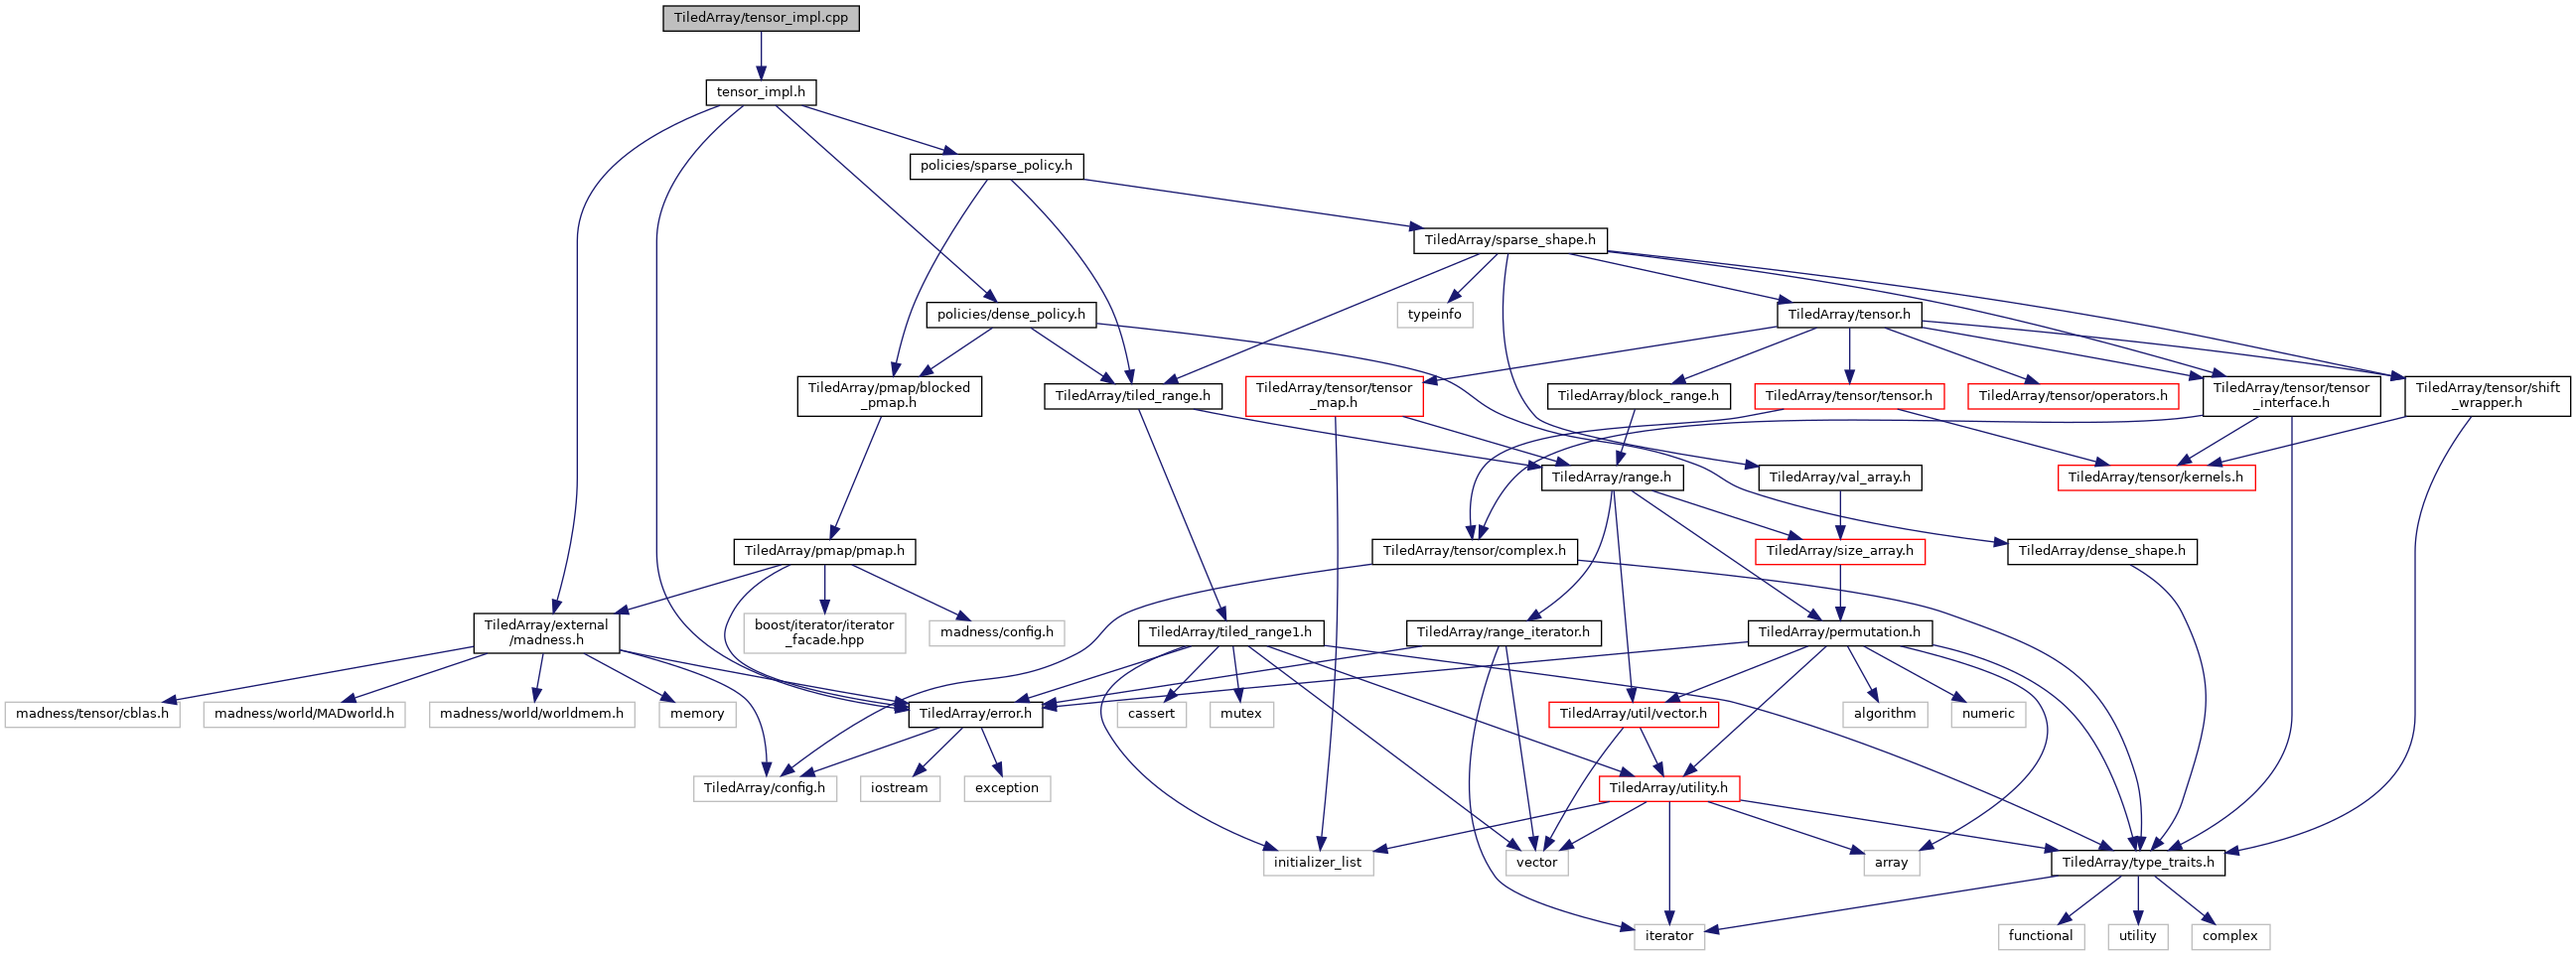 TiledArray/tensor_impl.cpp
tensor_impl.h
policies/sparse_policy.h
TiledArray/sparse_shape.h
policies/dense_policy.h
typeinfo
TiledArray/tensor.h
TiledArray/pmap/blocked
_pmap.h
TiledArray/tiled_range.h
TiledArray/tensor/tensor
_map.h
TiledArray/block_range.h
TiledArray/tensor/tensor.h
TiledArray/tensor/operators.h
TiledArray/tensor/tensor
_interface.h
TiledArray/tensor/shift
_wrapper.h
TiledArray/range.h
TiledArray/val_array.h
TiledArray/tensor/kernels.h
TiledArray/pmap/pmap.h
TiledArray/tensor/complex.h
TiledArray/size_array.h
TiledArray/dense_shape.h
TiledArray/external
/madness.h
boost/iterator/iterator
_facade.hpp
madness/config.h
TiledArray/tiled_range1.h
TiledArray/range_iterator.h
TiledArray/permutation.h
madness/tensor/cblas.h
madness/world/MADworld.h
madness/world/worldmem.h
memory
TiledArray/error.h
cassert
mutex
TiledArray/util/vector.h
algorithm
numeric
TiledArray/config.h
iostream
exception
TiledArray/utility.h
initializer_list
vector
array
TiledArray/type_traits.h
iterator
functional
utility
complex